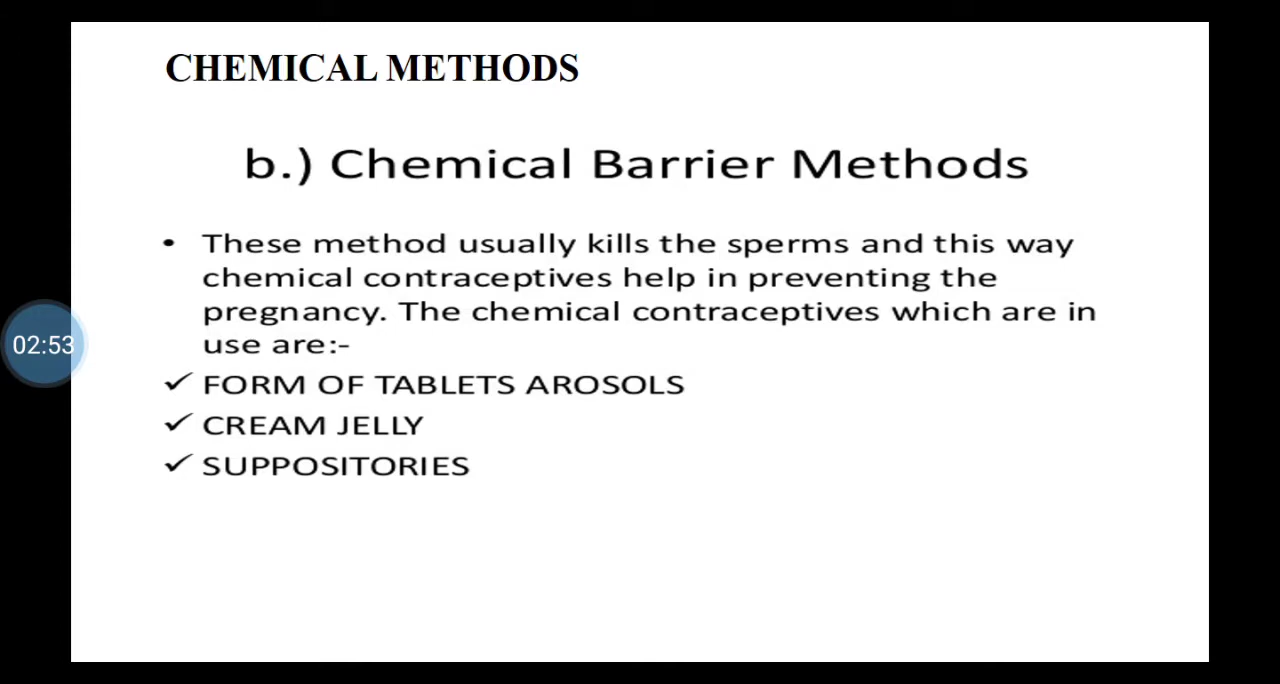 CHEMICAL METHODS
b.) Chemical Barrier Methods
• These method usually kills the sperms and this way
chemical contraceptives help in preventing the
pregnancy. The chemical contraceptives which are in
use are:-
✓ FORM OF TABLETS AROSOLS
✓ CREAM JELLY
✓ SUPPOSITORIES
02:53